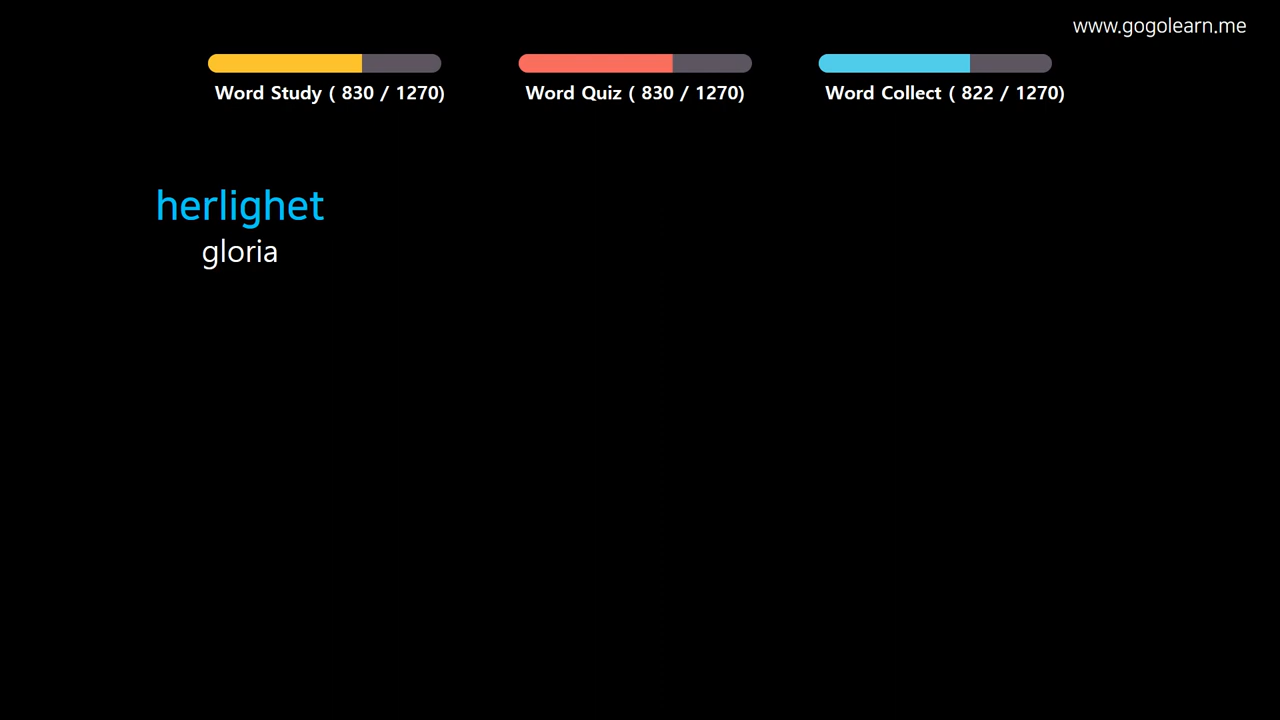 www.gogolearn.me
Word Study ( 830 / 1270)
Word Quiz ( 830 / 1270)
Word Collect ( 822 / 1270)
herlighet
gloria